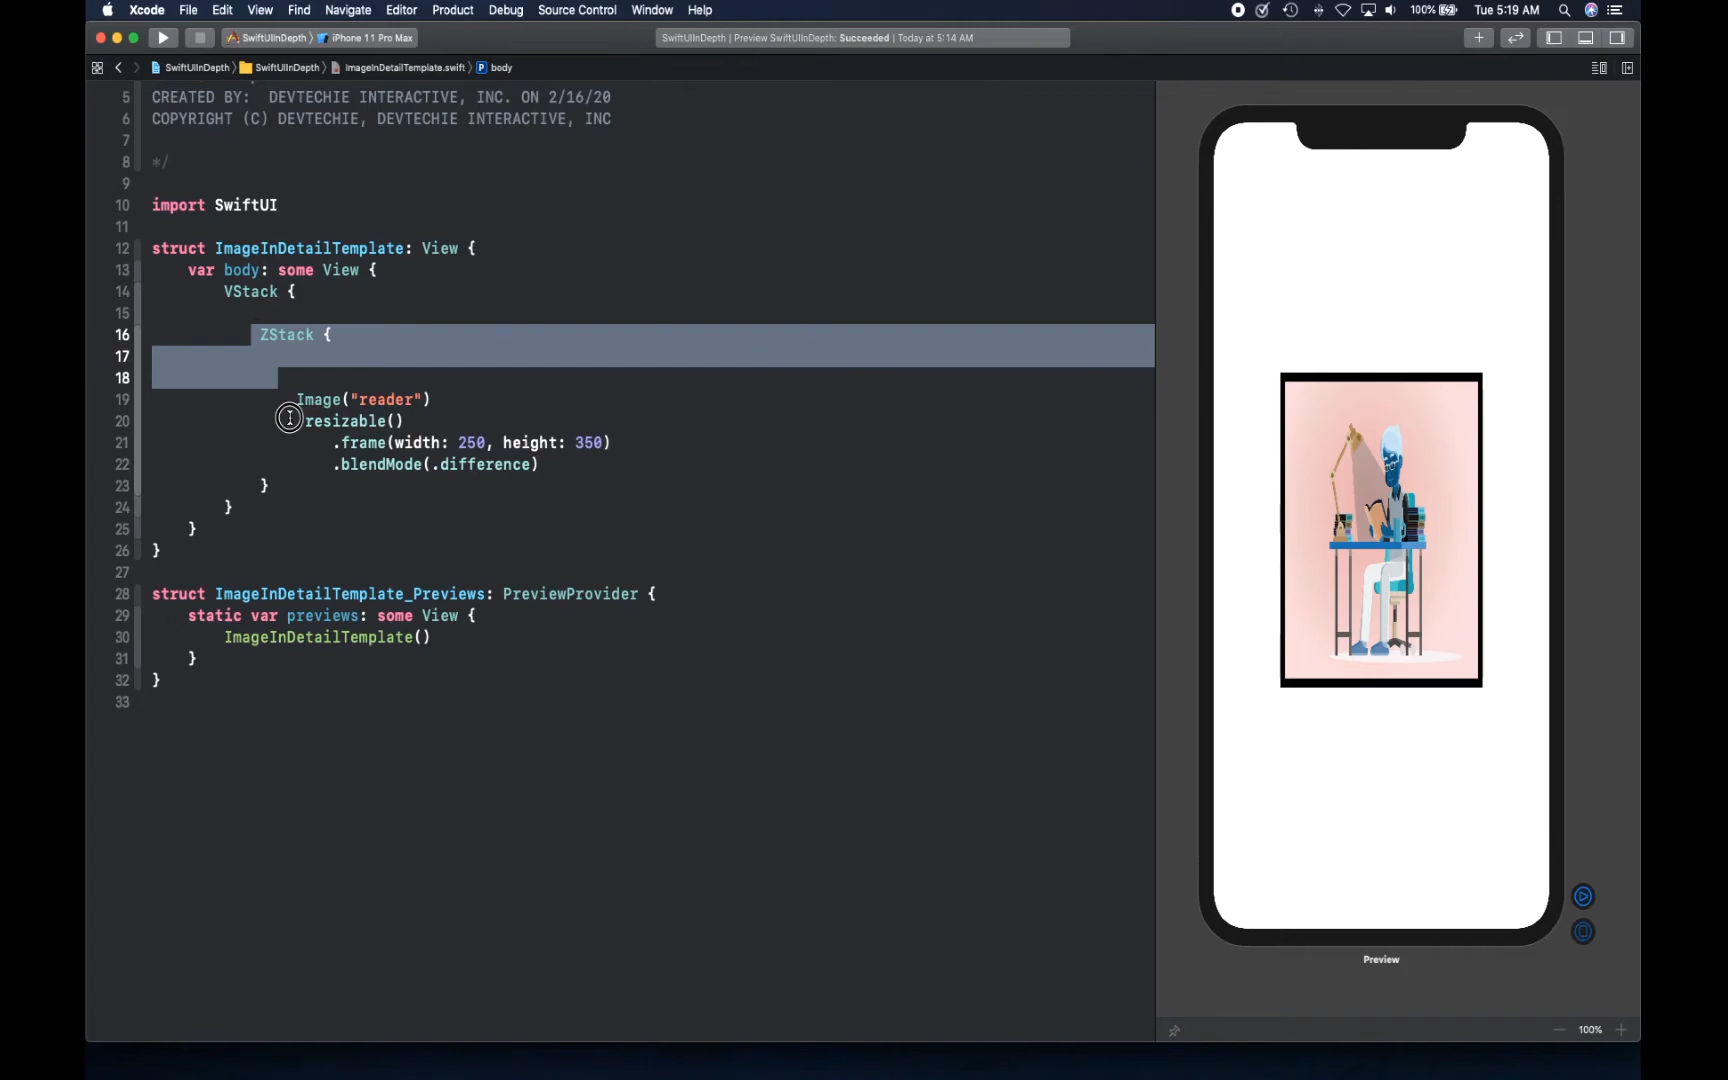 Xcode File Edit View Find Navigate Editor Product Debug Source Control Window Help 100% Tue 5:19 AM
SwiftUIInDepth iPhone 11 Pro Max SwiftUIInDepth | Preview SwiftUIInDepth: Succeeded | Today at 5:14 AM
SwiftUIInDepth SwiftUIInDepth ImageInDetailTemplate.swift P body
5 CREATED BY: DEVTECHIE INTERACTIVE, INC. ON 2/16/20
6 COPYRIGHT (C) DEVTECHIE, DEVTECHIE INTERACTIVE, INC
7
8 */
9
10 import SwiftUI
11
12 struct ImageInDetailTemplate: View {
13 var body: some View {
14 VStack {
15
16 ZStack {
17
18
19 Image("reader")
20 resizable()
21 .frame(width: 250, height: 350)
22 .blendMode(.difference)
23 }
24 }
25 }
26 }
27
28 struct ImageInDetailTemplate_Previews: PreviewProvider {
29 static var previews: some View {
30 ImageInDetailTemplate()
31 }
32 }
33
Preview
100%